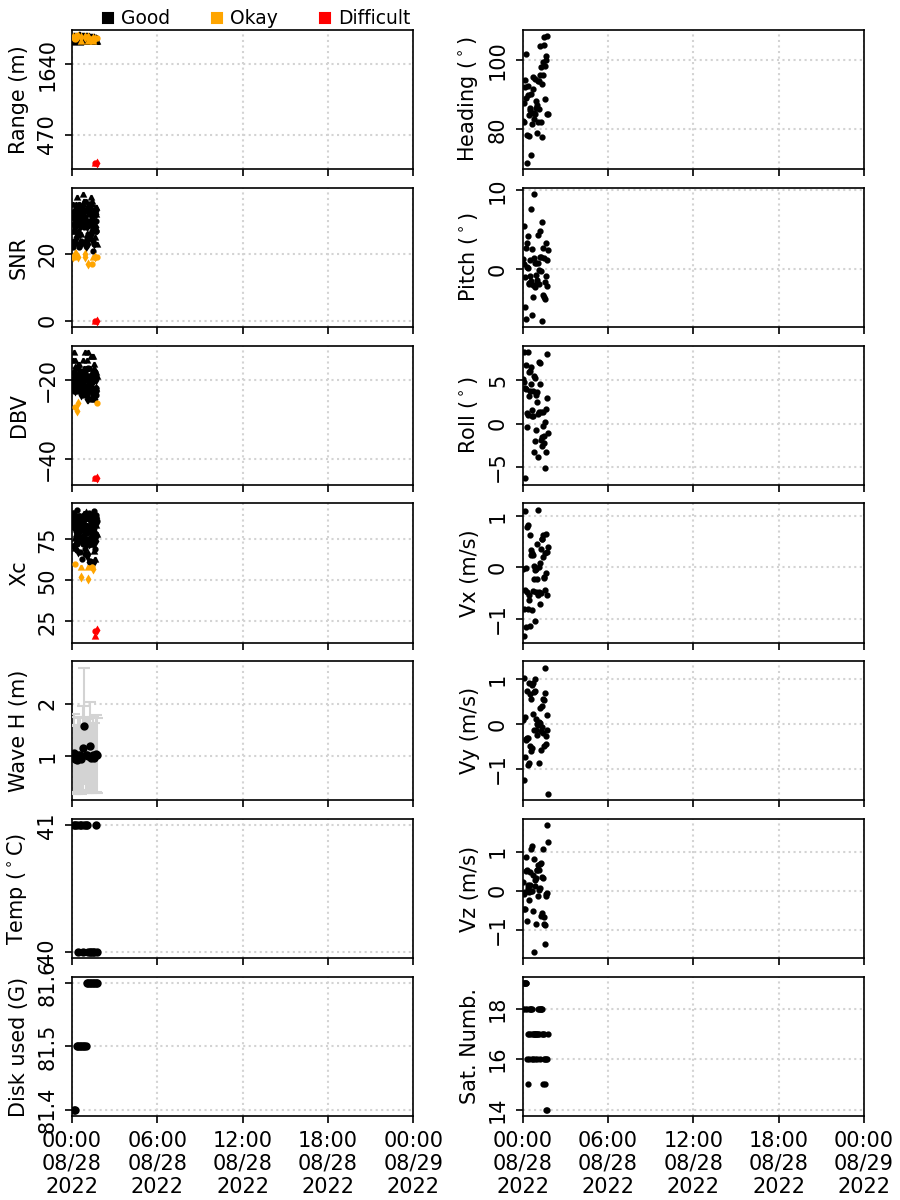 Good Okay Difficult
Range (m)
1640
470
Heading (°)
100
80
SNR
20
0
Pitch (°)
10
0
DBV
−20
−40
Roll (°)
5
0
−5
Xc
75
50
25
Vx (m/s)
1
0
−1
Wave H (m)
2
1
Vy (m/s)
1
0
−1
Temp (°C)
41
40
Vz (m/s)
1
0
−1
Disk used (G)
81.6
81.5
81.4
Sat. Numb.
18
16
14
00:00 06:00 12:00 18:00 00:00
08/28 08/28 08/28 08/28 08/29
2022 2022 2022 2022 2022
00:00 06:00 12:00 18:00 00:00
08/28 08/28 08/28 08/28 08/29
2022 2022 2022 2022 2022